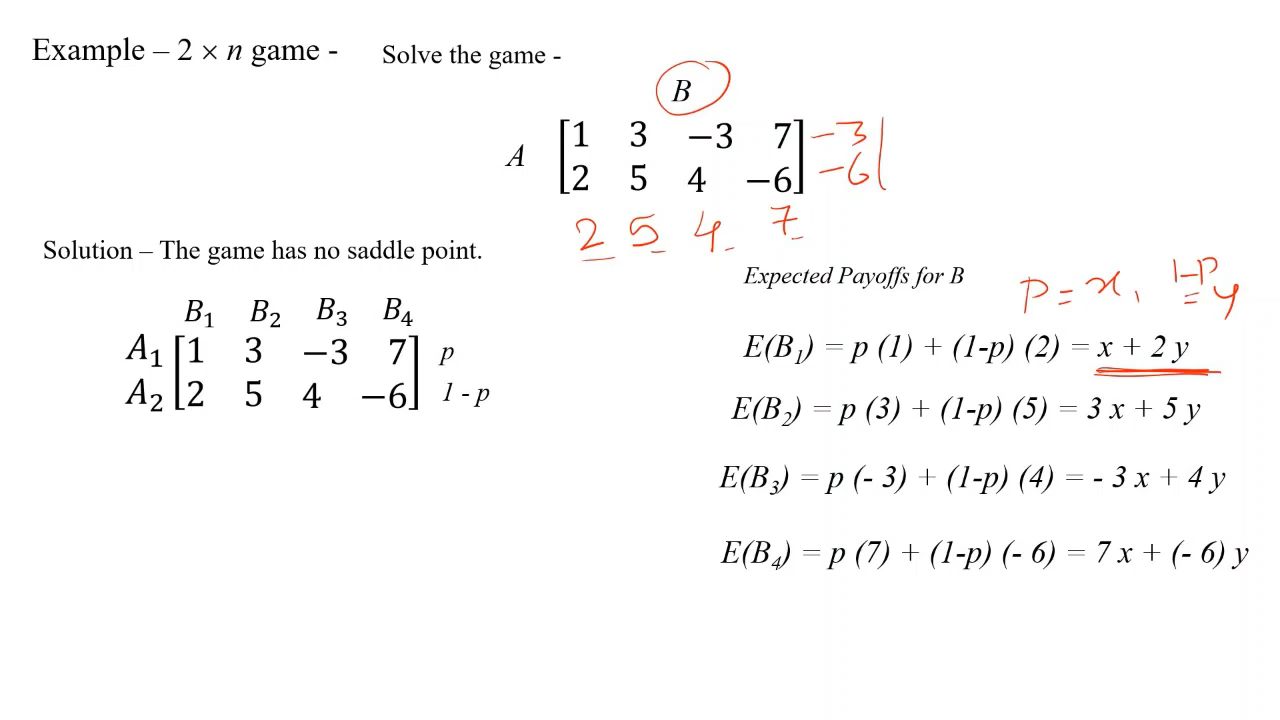 Example – 2 × n game - Solve the game -
B
A [1 3 −3 7] −3
[2 5 4 −6] −6
2 5 4 7
Solution – The game has no saddle point.
Expected Payoffs for B
p = x, 1-p = y
B₁ B₂ B₃ B₄
A₁ [1 3 −3 7] p
A₂ [2 5 4 −6] 1 - p
E(B₁) = p (1) + (1-p) (2) = x + 2 y
E(B₂) = p (3) + (1-p) (5) = 3 x + 5 y
E(B₃) = p (- 3) + (1-p) (4) = - 3 x + 4 y
E(B₄) = p (7) + (1-p) (- 6) = 7 x + (- 6) y